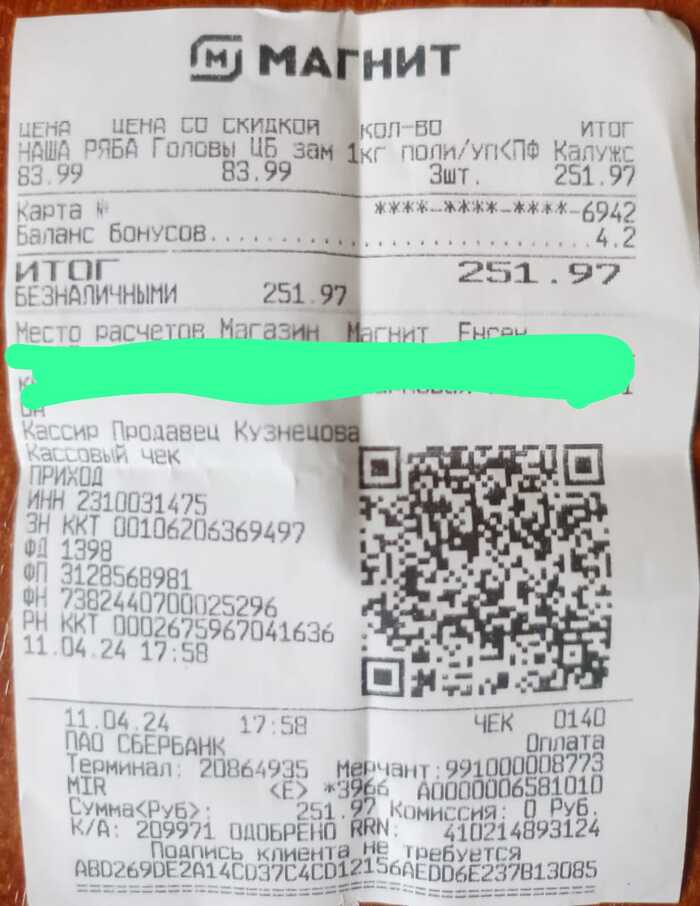 М МАГНИТ
ЦЕНА ЦЕНА СО СКИДКОЙ КОЛ-ВО ИТОГ
НАША РЯБА Головы ЦБ зам 1кг поли/уп<ПФ Калужс
83.99 83.99 3шт. 251.97
Карта № ****-****-****-6942
Баланс бонусов..............................4.2
ИТОГ 251.97
БЕЗНАЛИЧНЫМИ 251.97
Место расчетов Магазин Магнит Енсен
Кассир Продавец Кузнецова
Кассовый чек
ПРИХОД
ИНН 2310031475
ЗН ККТ 00106206369497
ФД 1398
ФП 3128568981
ФН 7382440700025296
РН ККТ 0002675967041636
11.04.24 17:58
11.04.24 17:58 ЧЕК 0140
ПАО СБЕРБАНК Оплата
Терминал: 20864935 Мерчант:991000008773
MIR <E> *3966 A0000006581010
Сумма<Руб>: 251.97 Комиссия: 0 Руб.
К/А: 209971 ОДОБРЕНО RRN: 410214893124
Подпись клиента не требуется
ABD269DE2A14CD37C4CD12156AEDD6E237B13085